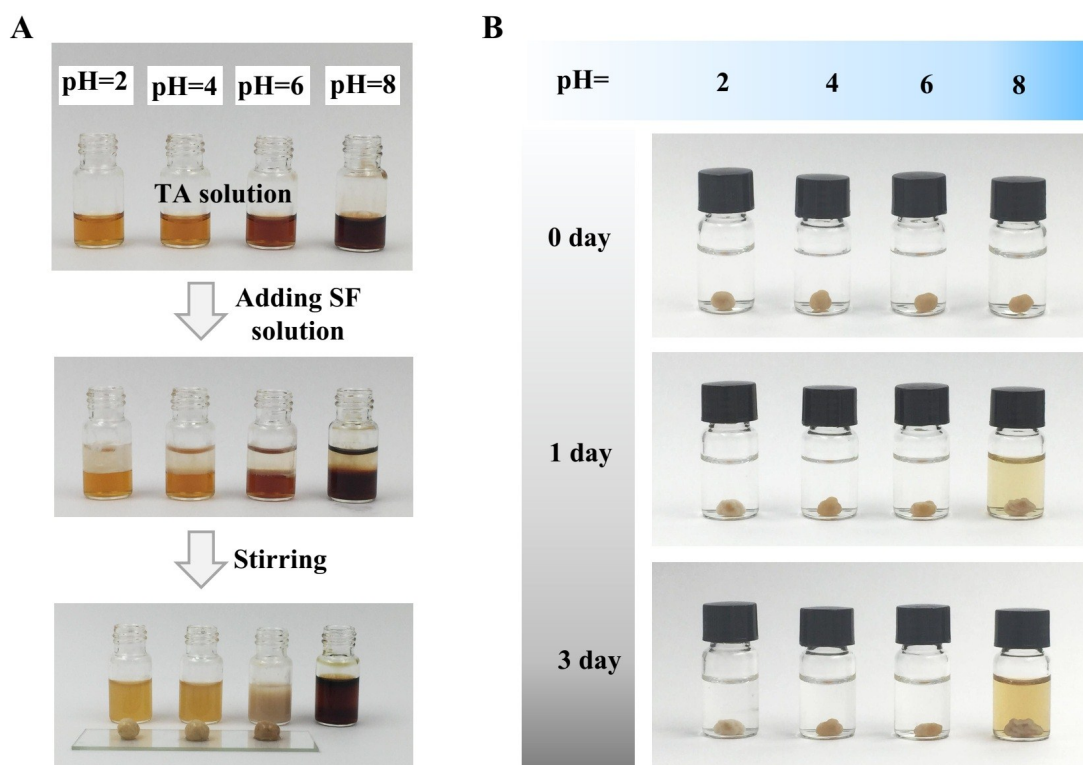 A
pH=2 pH=4 pH=6 pH=8
TA solution
Adding SF
solution
Stirring
B
pH= 2 4 6 8
0 day
1 day
3 day